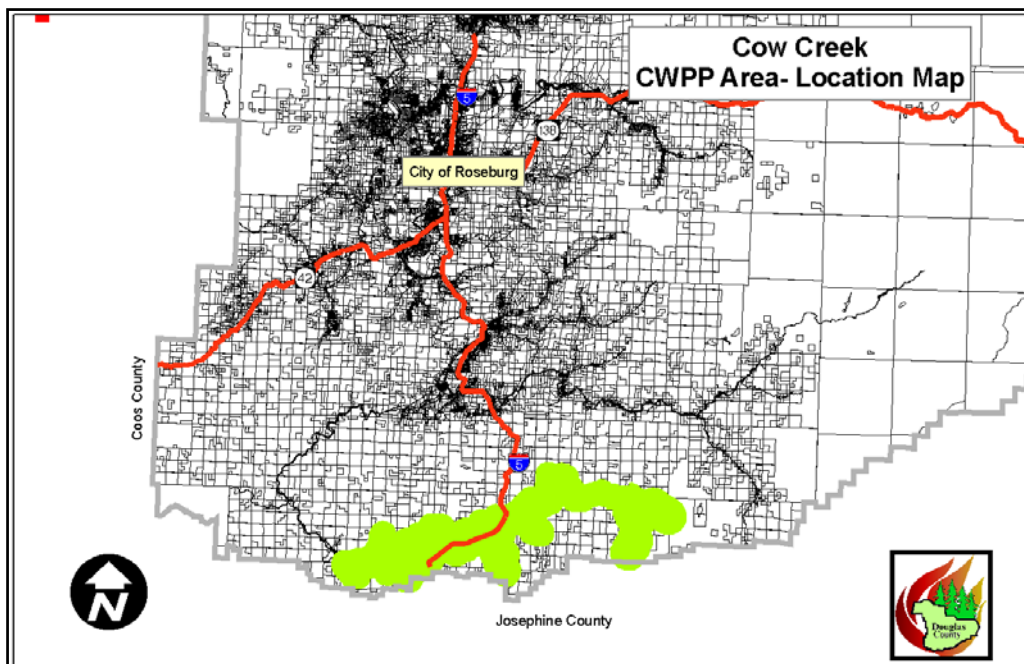 Cow Creek
CWPP Area- Location Map
5
138
City of Roseburg
42
Coos County
5
N
Josephine County
Douglas
County